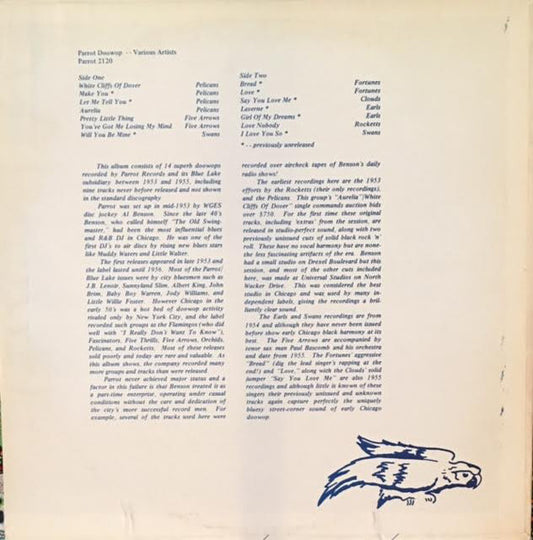 Parrot Doowop - - Various Artists
Parrot 2120
Side One
White Cliffs Of Dover Pelicans
Make You * Pelicans
Let Me Tell You * Pelicans
Aurelia Pelicans
Pretty Little Thing Five Arrows
You've Got Me Losing My Mind Five Arrows
Will You Be Mine * Swans
Side Two
Bread * Fortunes
Love * Fortunes
Say You Love Me * Clouds
Laverne * Earls
Girl Of My Dreams * Earls
Love Nobody Rocketts
I Love You So * Swans
* - - previously unreleased
This album consists of 14 superb doowops
recorded by Parrot Records and its Blue Lake
subsidiary between 1953 and 1955, including
nine tracks never before released and not shown
in the standard discography
Parrot was set up in mid-1953 by WGES
disc jockey Al Benson. Since the late 40's
Benson, who called himself "The Old Swing-
master," had been the most influential blues
and R&B DJ in Chicago. He was one of the
first DJ's to air discs by rising new blues stars
like Muddy Waters and Little Walter.
The first releases appeared in late 1953 and
the label lasted until 1956. Most of the Parrot/
Blue Lake issues were by city bluesmen such as
J.B. Lenoir, Sunnyland Slim, Albert King, John
Brim, Baby Boy Warren, Jody Williams, and
Little Willie Foster. However Chicago in the
early 50's was a hot bed of doowop activity
rivaled only by New York City, and the label
recorded such groups as the Flamingos (who did
well with "I Really Don't Want To Know"),
Fascinators, Five Thrills, Five Arrows, Orchids,
Pelicans, and Rocketts. Most of these releases
sold poorly and today are rare and valuable. As
this album shows, the company recorded many
more groups and tracks than were released.
Parrot never achieved major status and a
factor in this failure is that Benson treated it as
a part-time enterprise, operating under casual
conditions without the care and dedication of
the city's more successful record men. For
example, several of the tracks used here were
recorded over aircheck tapes of Benson's daily
radio shows!
The earliest recordings here are the 1953
efforts by the Rocketts (their only recordings),
and the Pelicans. This group's "Aurelia"/White
Cliffs Of Dover" single commands auction bids
over $750. For the first time these original
tracks, including 'extras' from the session, are
released in studio-perfect sound, along with two
previously unissued cuts of solid black rock 'n'
roll. These have no vocal harmony but are none-
the less fascinating artifacts of the era. Benson
had a small studio on Drexel Boulevard but this
session, and most of the other cuts included
here, was made at Universal Studios on North
Wacker Drive. This was considered the best
studio in Chicago and was used by many in-
dependent labels, giving the recordings a bril-
liantly clear sound.
The Earls and Swans recordings are from
1954 and although they have never been issued
before show early Chicago black harmony at its
best. The Five Arrows are accompanied by
tenor sax man Paul Bascomb and his orchestra
and date from 1955. The Fortunes' aggressive
"Bread" (dig the lead singer's rapping at the
end!) and "Love," along with the Clouds' solid
jumper "Say You Love Me" are also 1955
recordings and although little is known of these
singers their previously unissued and unknown
tracks again capture perfectly the uniquely
bluesy street-corner sound of early Chicago
doowop.